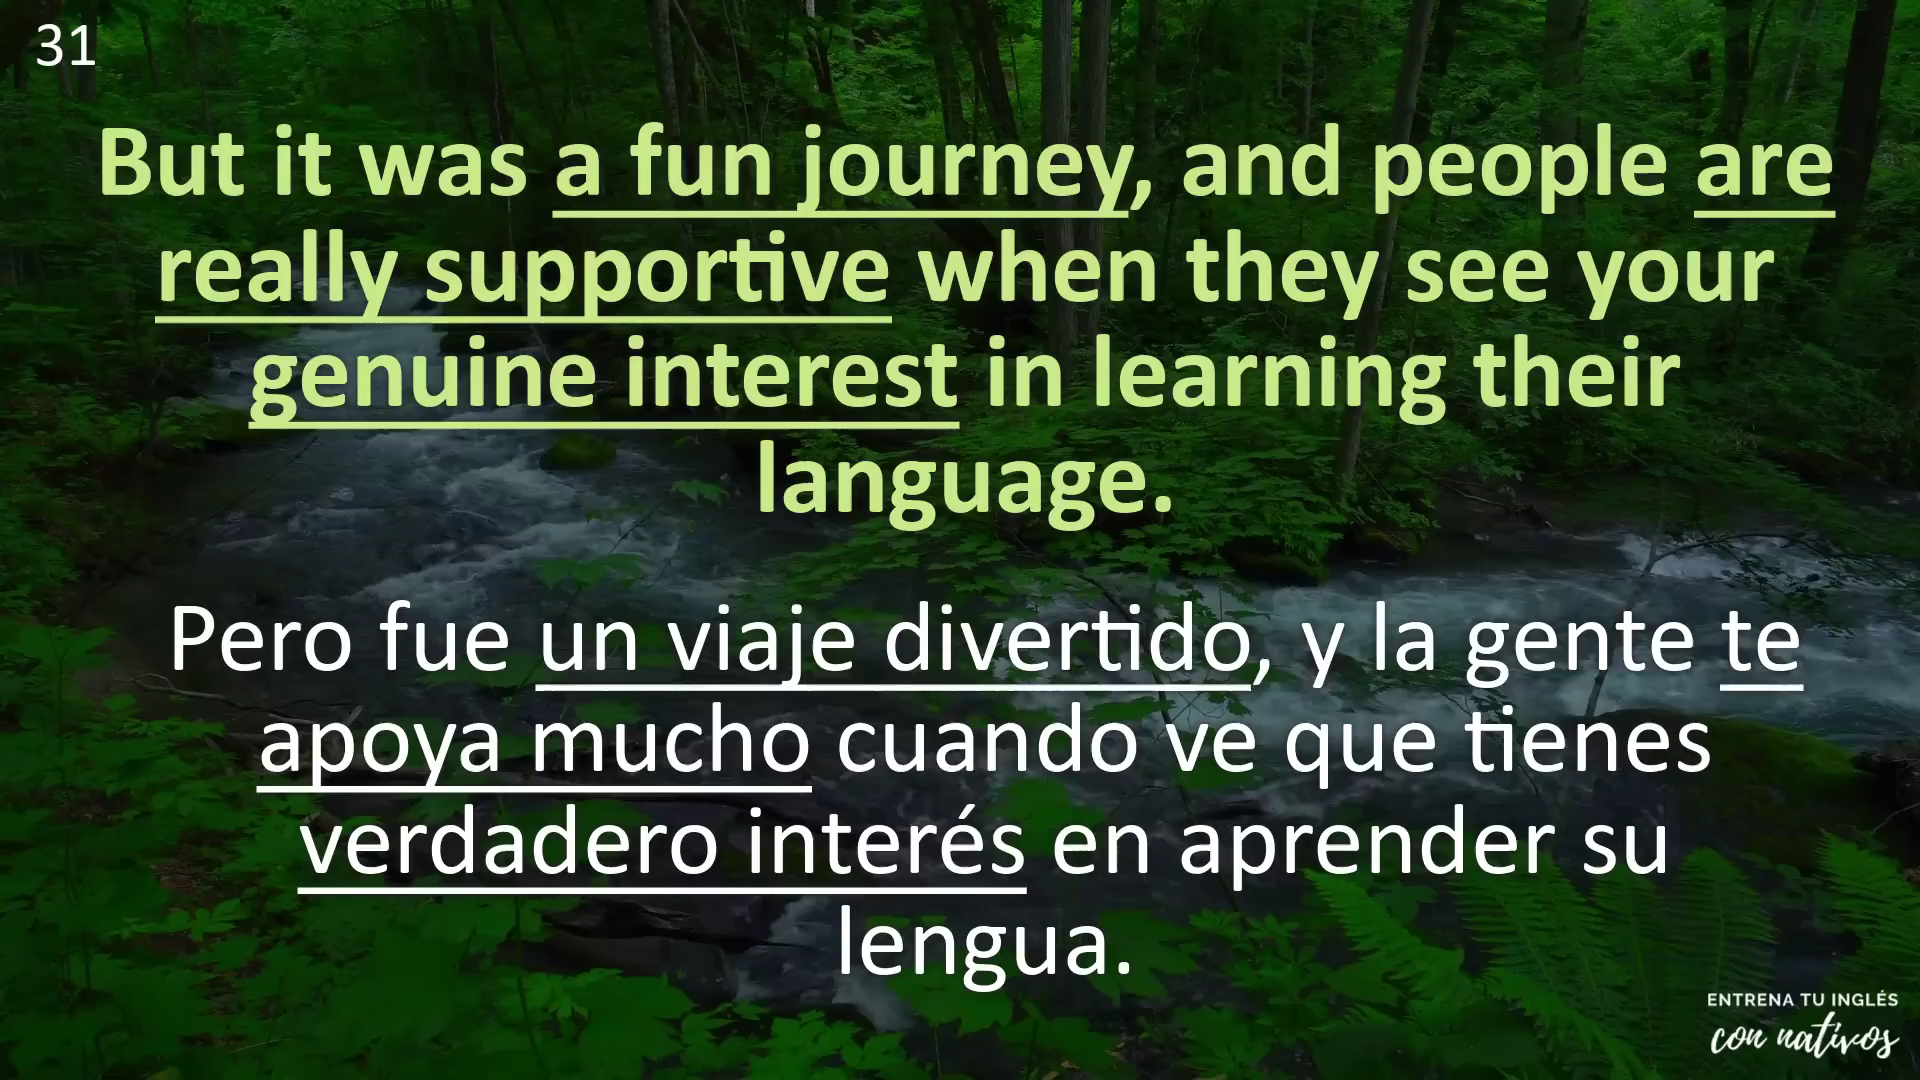 31
But it was a fun journey, and people are
really supportive when they see your
genuine interest in learning their
language.
Pero fue un viaje divertido, y la gente te
apoya mucho cuando ve que tienes
verdadero interés en aprender su
lengua.
ENTRENA TU INGLÉS
con nativos